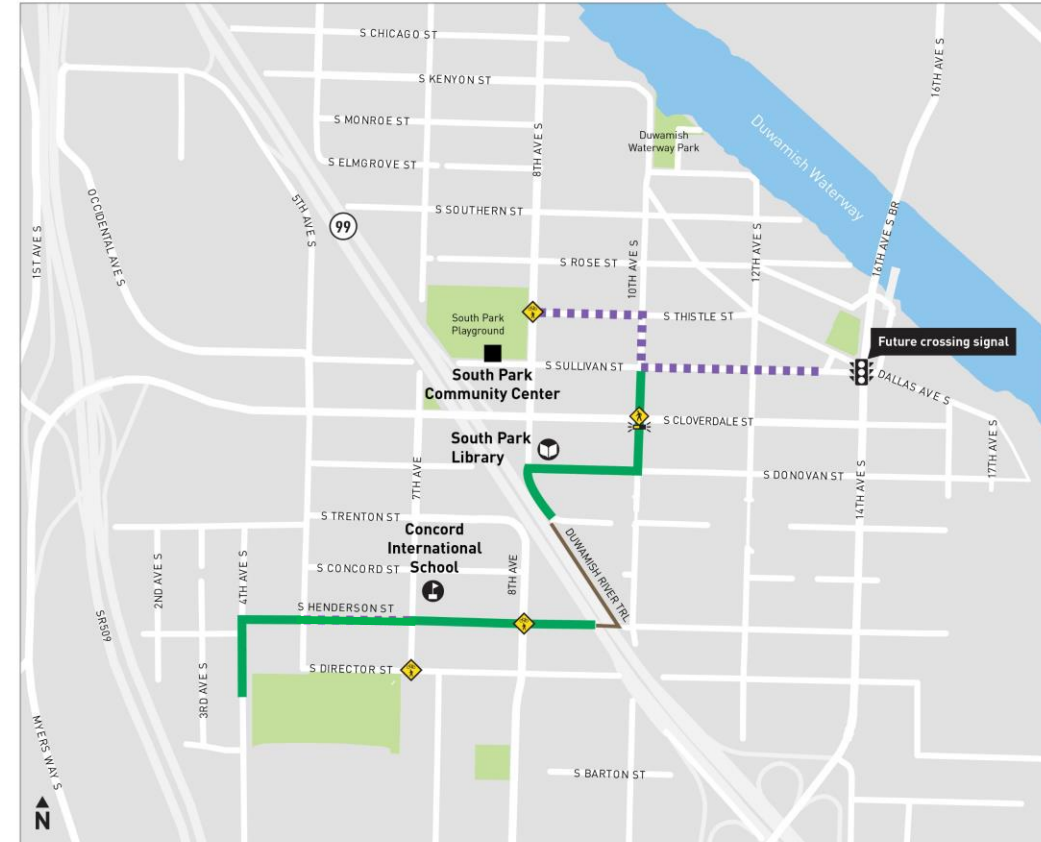 S CHICAGO ST
S KENYON ST
16TH AVE S
S MONROE ST
Duwamish
Waterway Park
Duwamish Waterway
8TH AVE S
S ELMGROVE ST
OCCIDENTAL AVE S
5TH AVE S
99
S SOUTHERN ST
1ST AVE S
10TH AVE S
12TH AVE S
16TH AVE S BR
S ROSE ST
South Park
Playground
S THISTLE ST
Future crossing signal
S SULLIVAN ST
South Park
Community Center
DALLAS AVE S
S CLOVERDALE ST
South Park
Library
7TH AVE
S DONOVAN ST
17TH AVE S
14TH AVE S
S TRENTON ST
Concord
International
School
DUWAMISH RIVER TRL
2ND AVE S
4TH AVE S
S CONCORD ST
8TH AVE
S HENDERSON ST
SR509
3RD AVE S
S DIRECTOR ST
MYERS WAY S
S BARTON ST
N